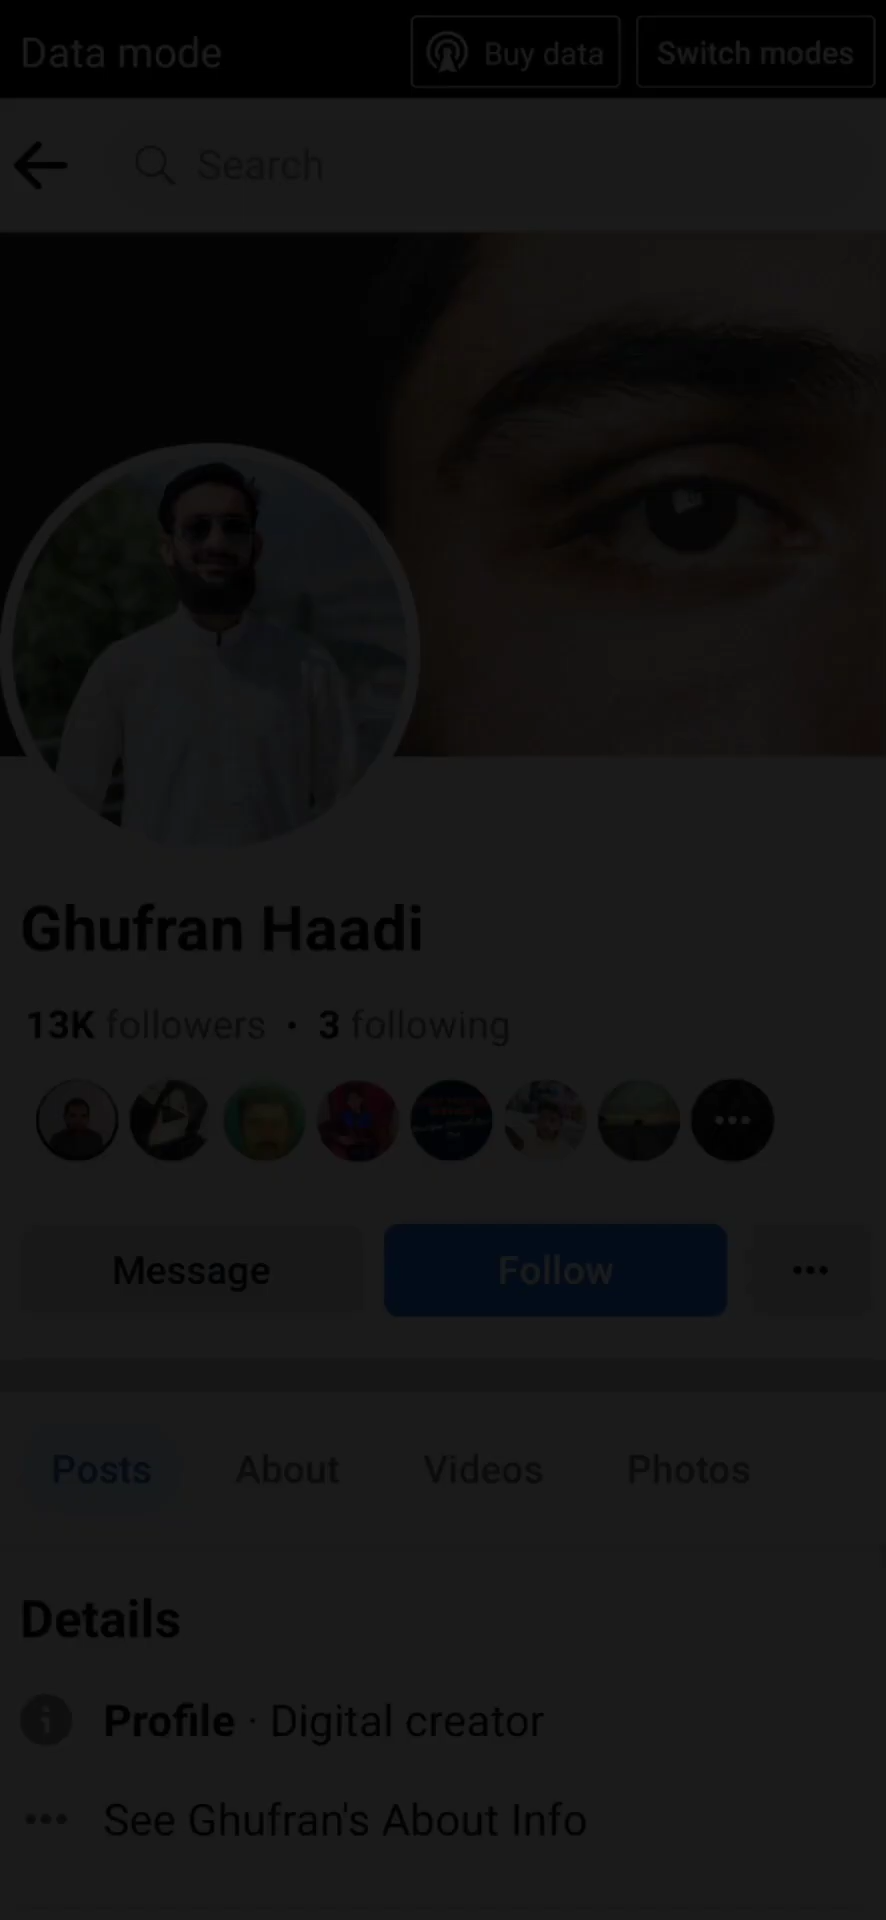 Data mode
Buy data
Switch modes
Search
Ghufran Haadi
13K followers · 3 following
Message
Follow
Posts
About
Videos
Photos
Details
Profile · Digital creator
See Ghufran's About Info